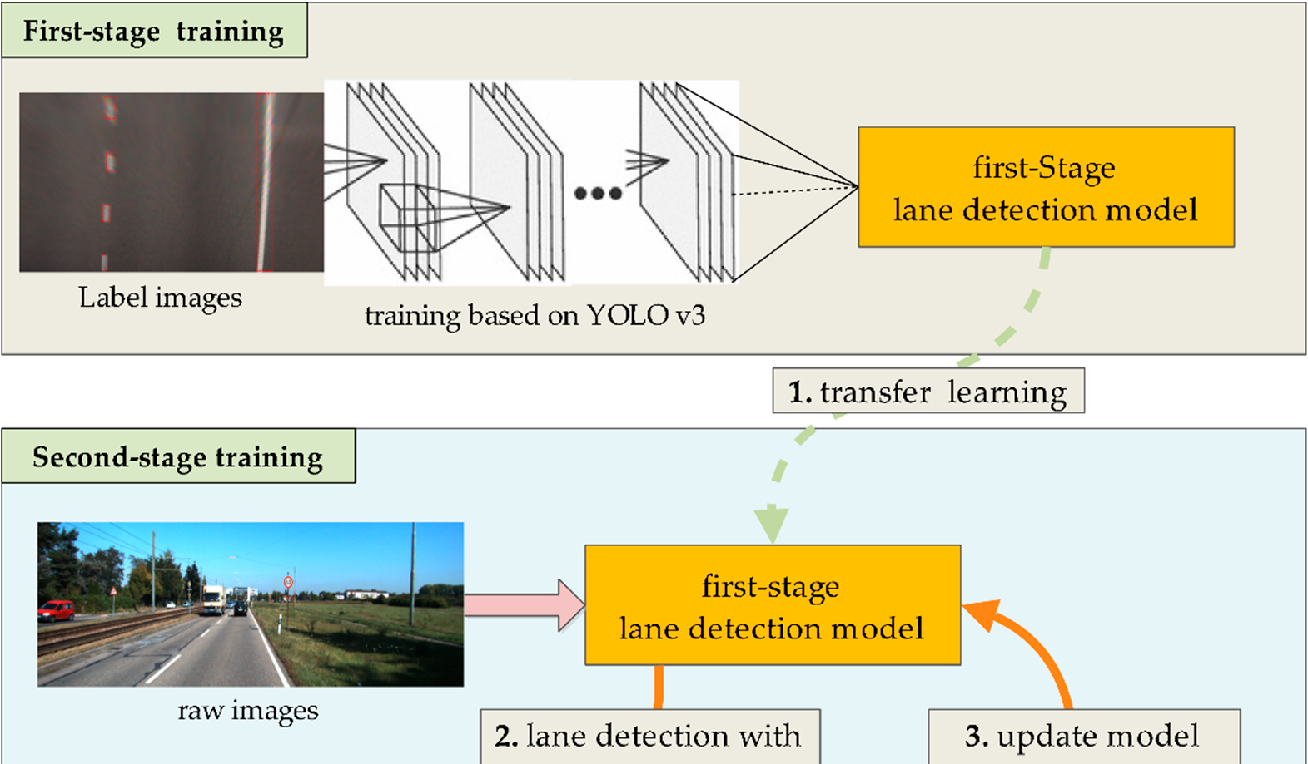 First-stage training
Label images
training based on YOLO v3
first-Stage
lane detection model
1. transfer learning
Second-stage training
raw images
first-stage
lane detection model
2. lane detection with
3. update model